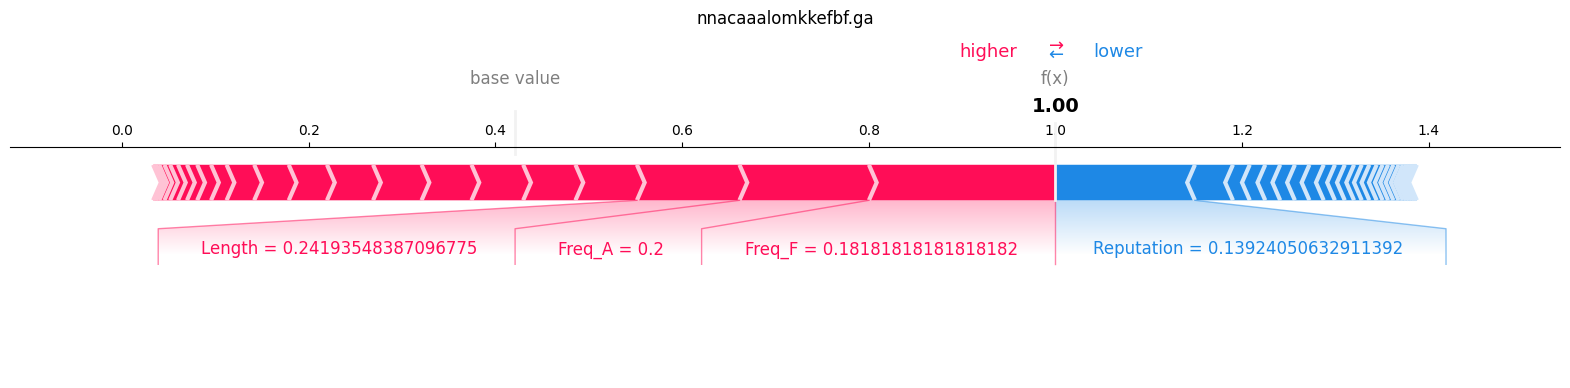 nnacaaalomkkefbf.ga
higher → ← lower
base value f(x)
1.00
0.0 0.2 0.4 0.6 0.8 1.0 1.2 1.4
Length = 0.24193548387096775 Freq_A = 0.2 Freq_F = 0.18181818181818182 Reputation = 0.13924050632911392